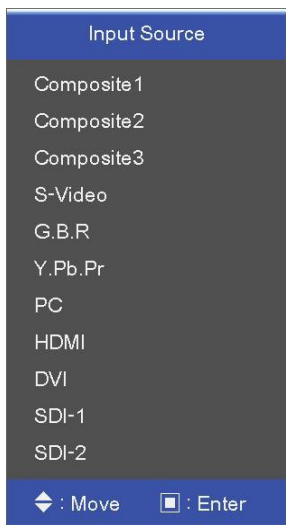 Input Source
Composite1
Composite2
Composite3
S-Video
G.B.R
Y.Pb.Pr
PC
HDMI
DVI
SDI-1
SDI-2
: Move : Enter